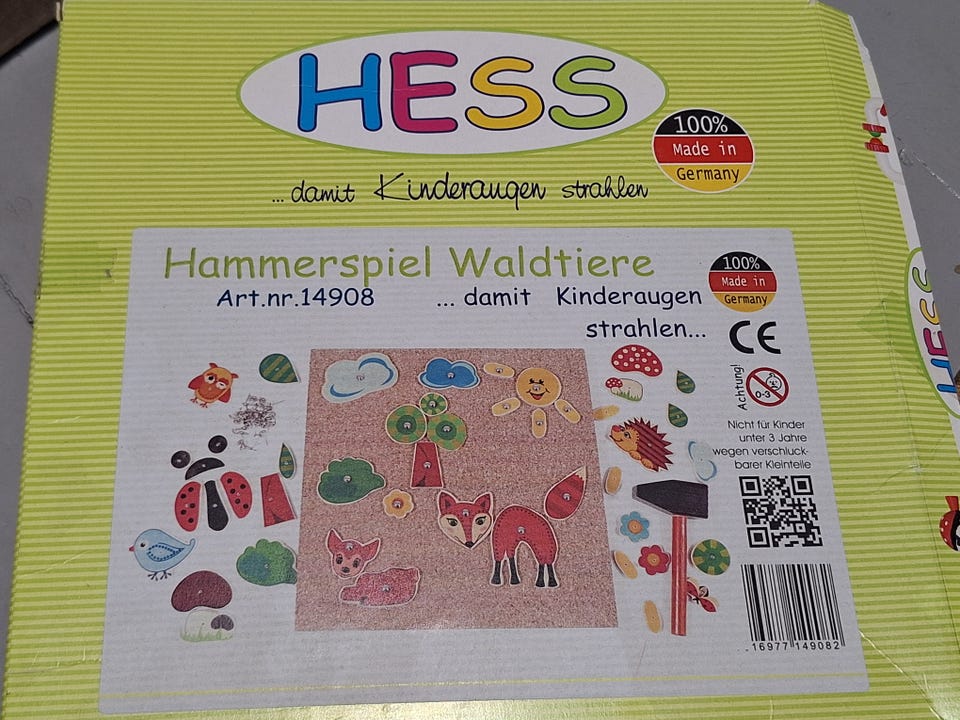 HESS
100%
Made in
Germany
... damit Kinderaugen strahlen
Hammerspiel Waldtiere
Art.nr.14908
... damit Kinderaugen
strahlen...
100%
Made in
Germany
CE
Achtung!
0-3
Nicht für Kinder
unter 3 Jahre
wegen verschluck-
barer Kleinteile
16977 149082
HESS